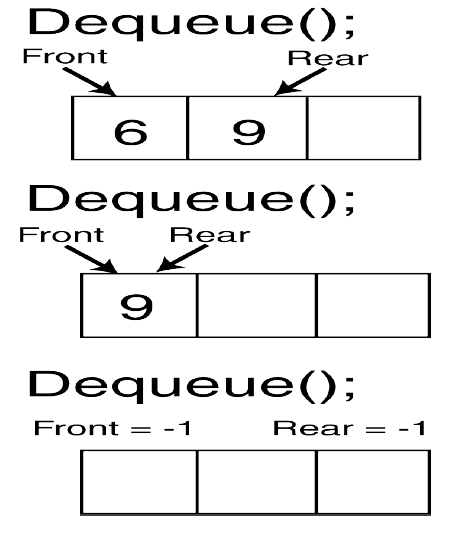 Dequeue();
Front Rear
6 9
Dequeue();
Front Rear
9
Dequeue();
Front = -1 Rear = -1